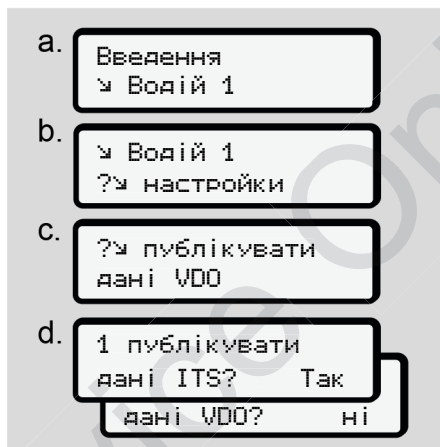 a.
Введення
↘ Водій 1
b.
↘ Водій 1
?↘ настройки
c.
?↘ публікувати
дані VDO
d.
1 публікувати
дані ITS? Так
дані VDO? ні